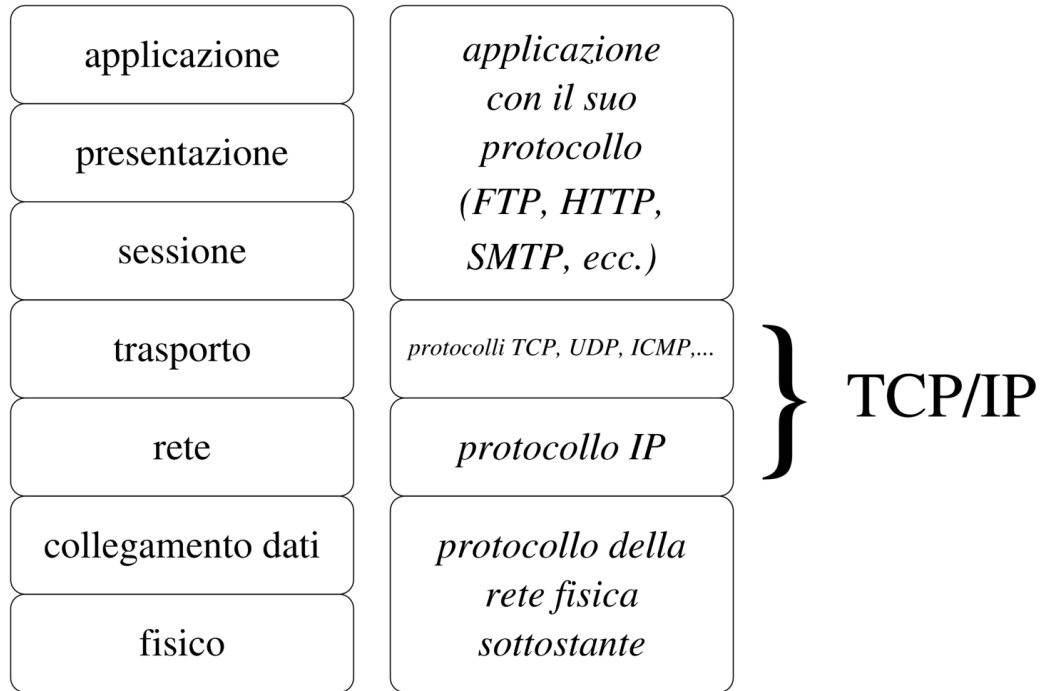 applicazione
presentazione
sessione
trasporto
rete
collegamento dati
fisico
applicazione
con il suo
protocollo
(FTP, HTTP,
SMTP, ecc.)
protocolli TCP, UDP, ICMP,...
protocollo IP
protocollo della
rete fisica
sottostante
} TCP/IP